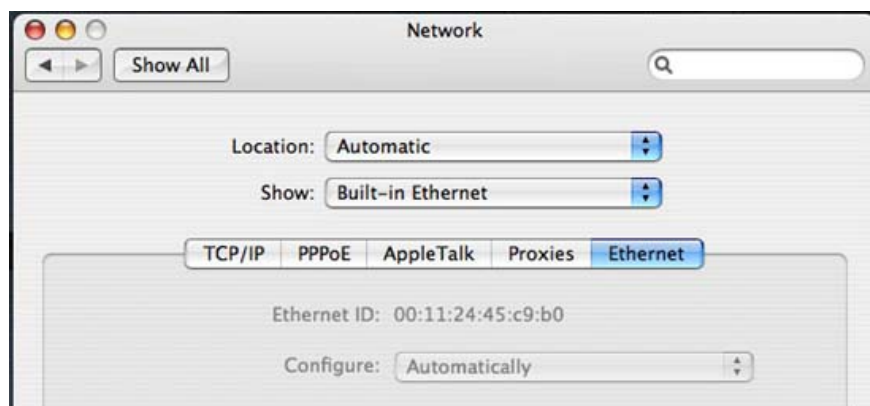 Network
Show All
Location: Automatic
Show: Built-in Ethernet
TCP/IP PPPoE AppleTalk Proxies Ethernet
Ethernet ID: 00:11:24:45:c9:b0
Configure: Automatically